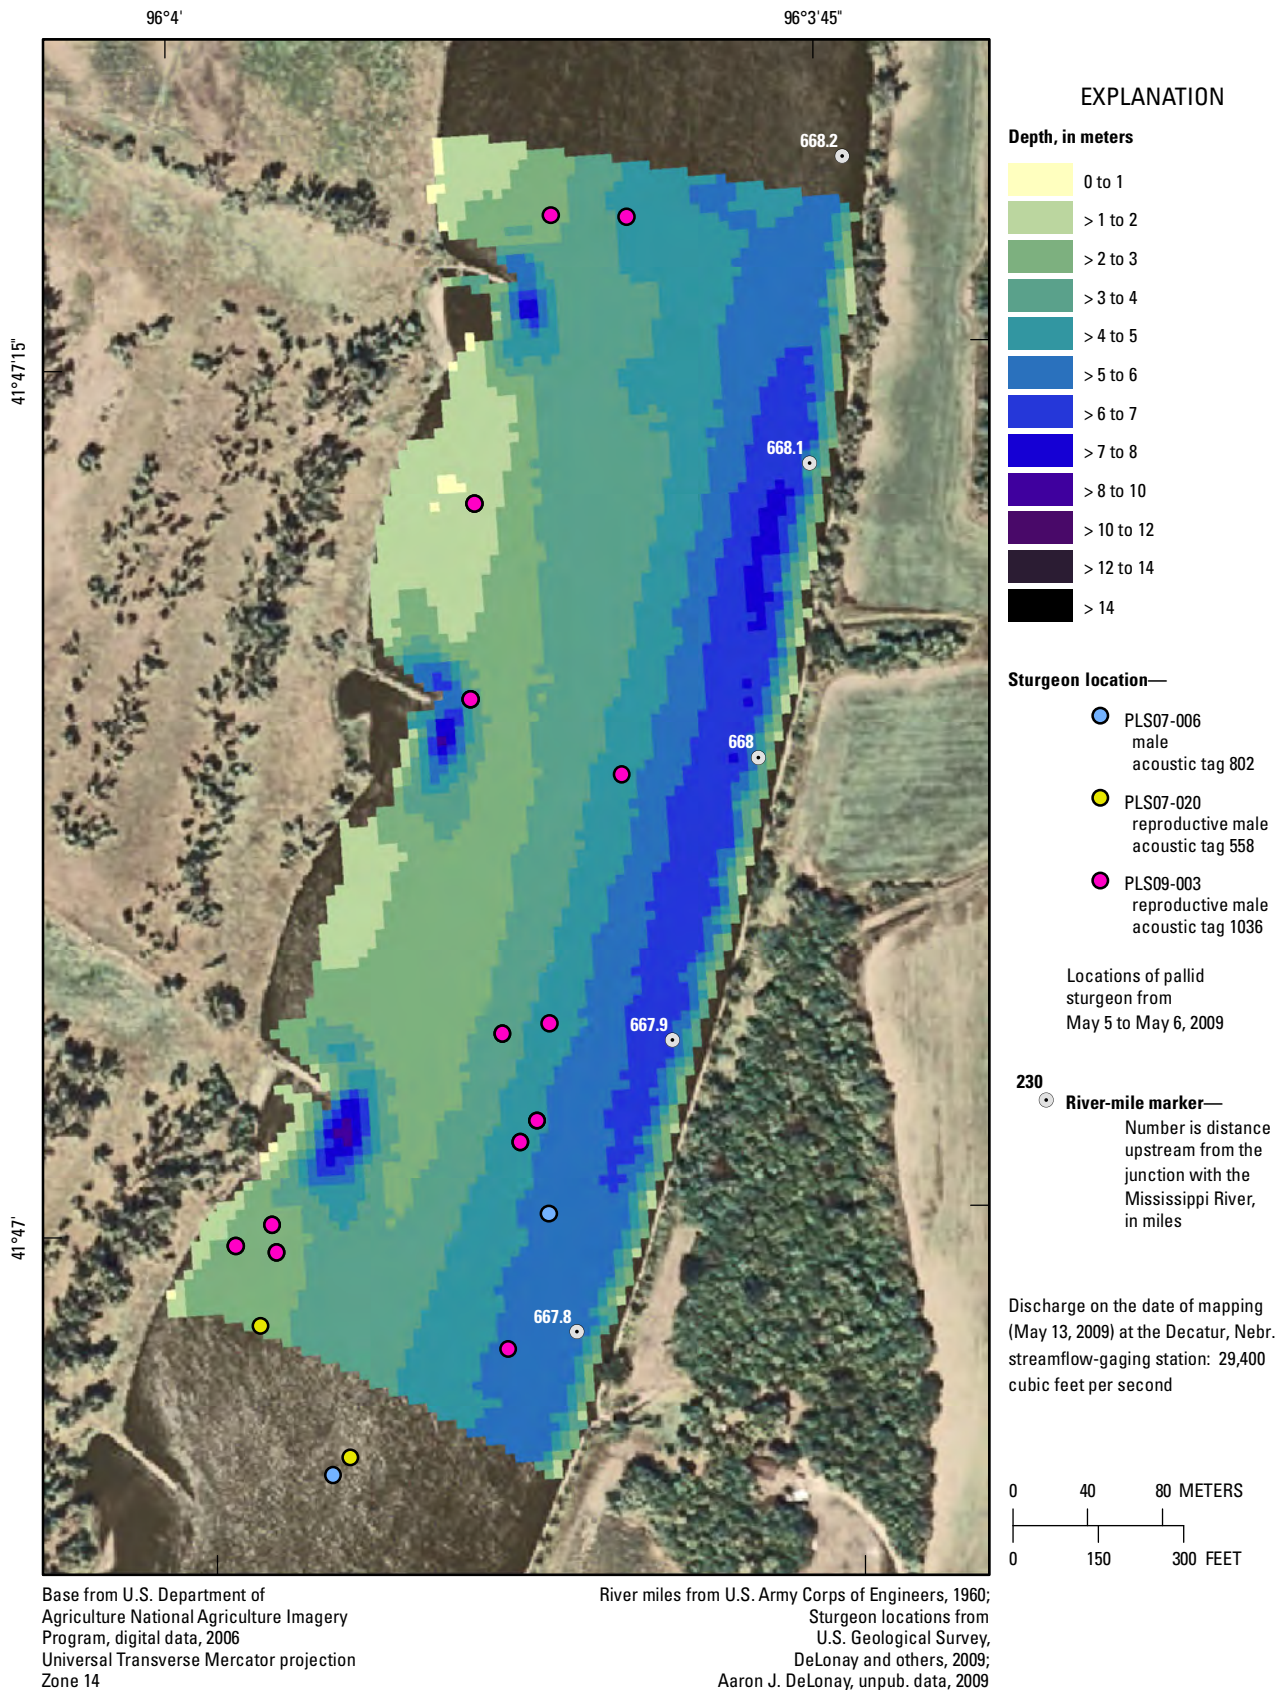 96°4'
96°3'45"
41°47'15"
41°47'
668.2
668.1
668
667.9
667.8
EXPLANATION
Depth, in meters
0 to 1
> 1 to 2
> 2 to 3
> 3 to 4
> 4 to 5
> 5 to 6
> 6 to 7
> 7 to 8
> 8 to 10
> 10 to 12
> 12 to 14
> 14
Sturgeon location—
PLS07-006
male
acoustic tag 802
PLS07-020
reproductive male
acoustic tag 558
PLS09-003
reproductive male
acoustic tag 1036
Locations of pallid
sturgeon from
May 5 to May 6, 2009
230
River-mile marker—
Number is distance
upstream from the
junction with the
Mississippi River,
in miles
Discharge on the date of mapping
(May 13, 2009) at the Decatur, Nebr.
streamflow-gaging station: 29,400
cubic feet per second
0 40 80 METERS
0 150 300 FEET
Base from U.S. Department of
Agriculture National Agriculture Imagery
Program, digital data, 2006
Universal Transverse Mercator projection
Zone 14
River miles from U.S. Army Corps of Engineers, 1960;
Sturgeon locations from
U.S. Geological Survey,
DeLonay and others, 2009;
Aaron J. DeLonay, unpub. data, 2009